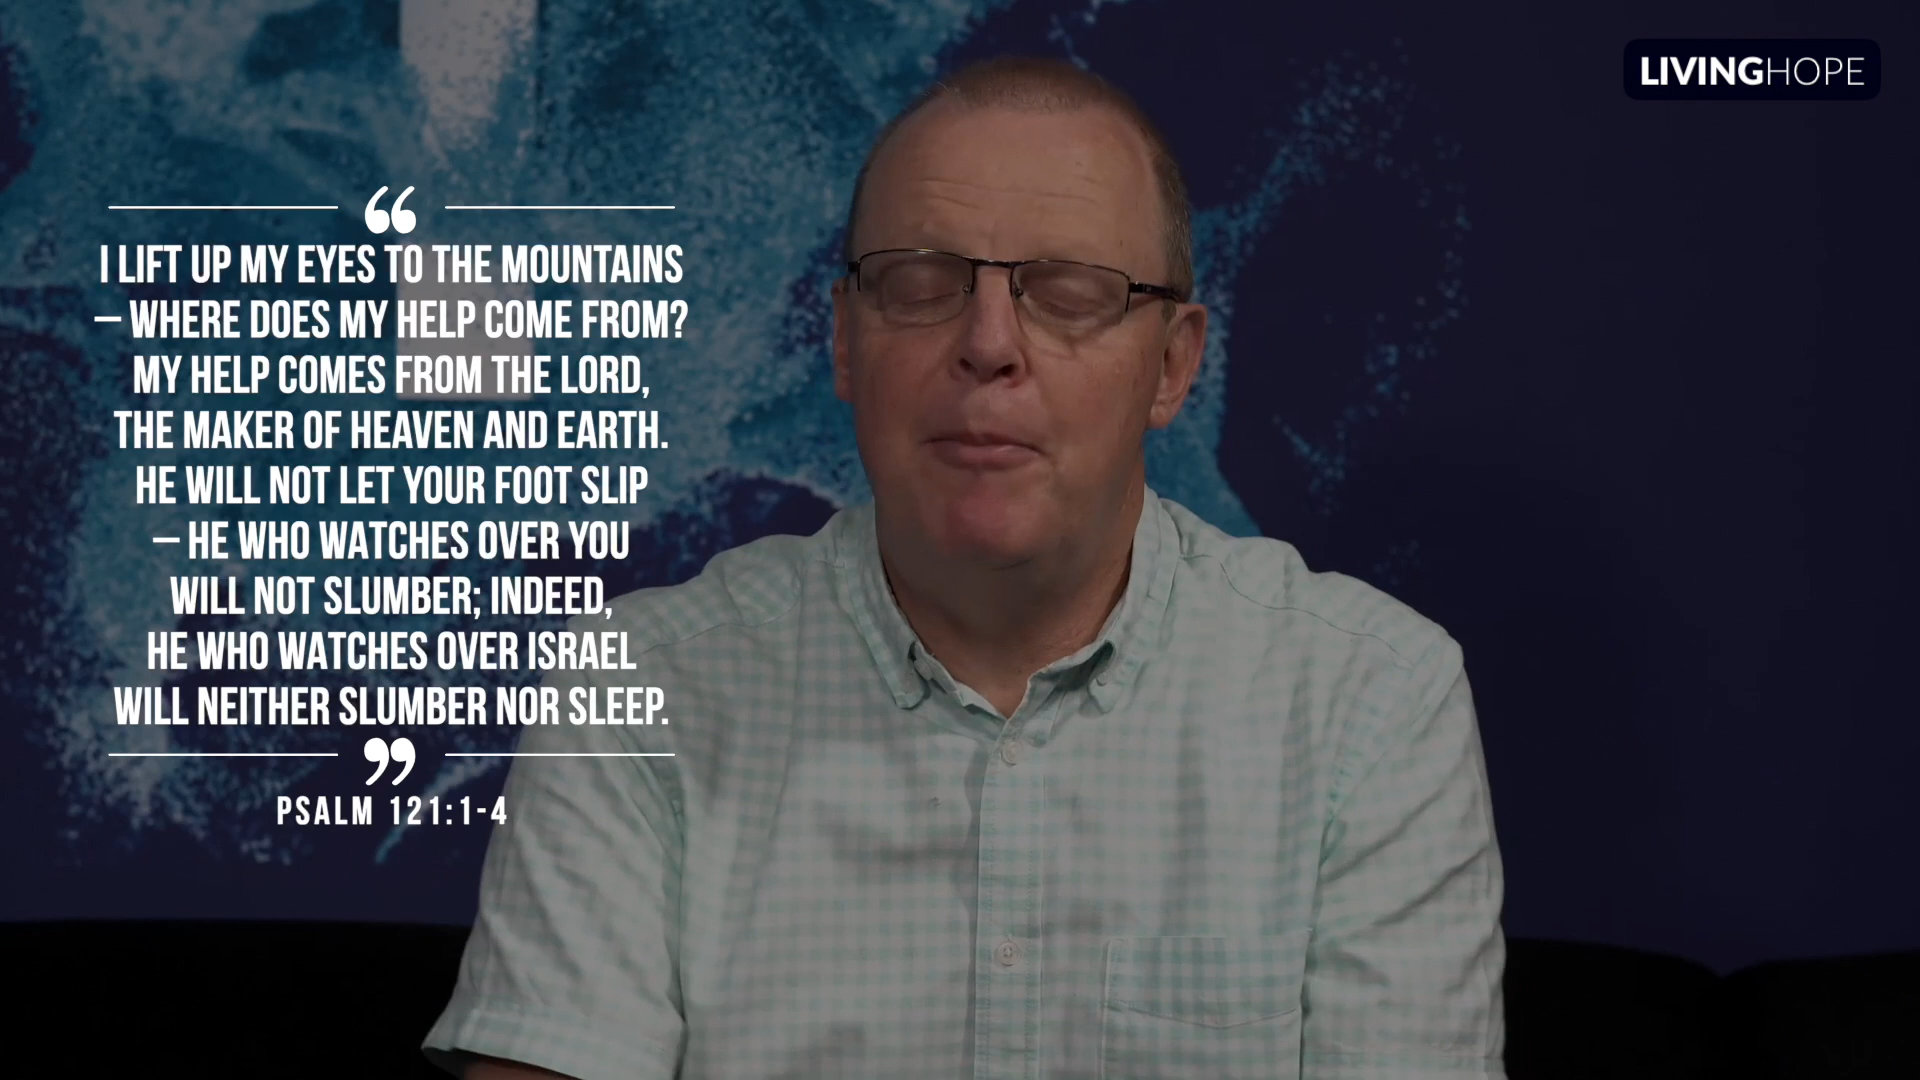 LIVINGHOPE
“
I LIFT UP MY EYES TO THE MOUNTAINS
– WHERE DOES MY HELP COME FROM?
MY HELP COMES FROM THE LORD,
THE MAKER OF HEAVEN AND EARTH.
HE WILL NOT LET YOUR FOOT SLIP
– HE WHO WATCHES OVER YOU
WILL NOT SLUMBER; INDEED,
HE WHO WATCHES OVER ISRAEL
WILL NEITHER SLUMBER NOR SLEEP.
”
PSALM 121:1-4